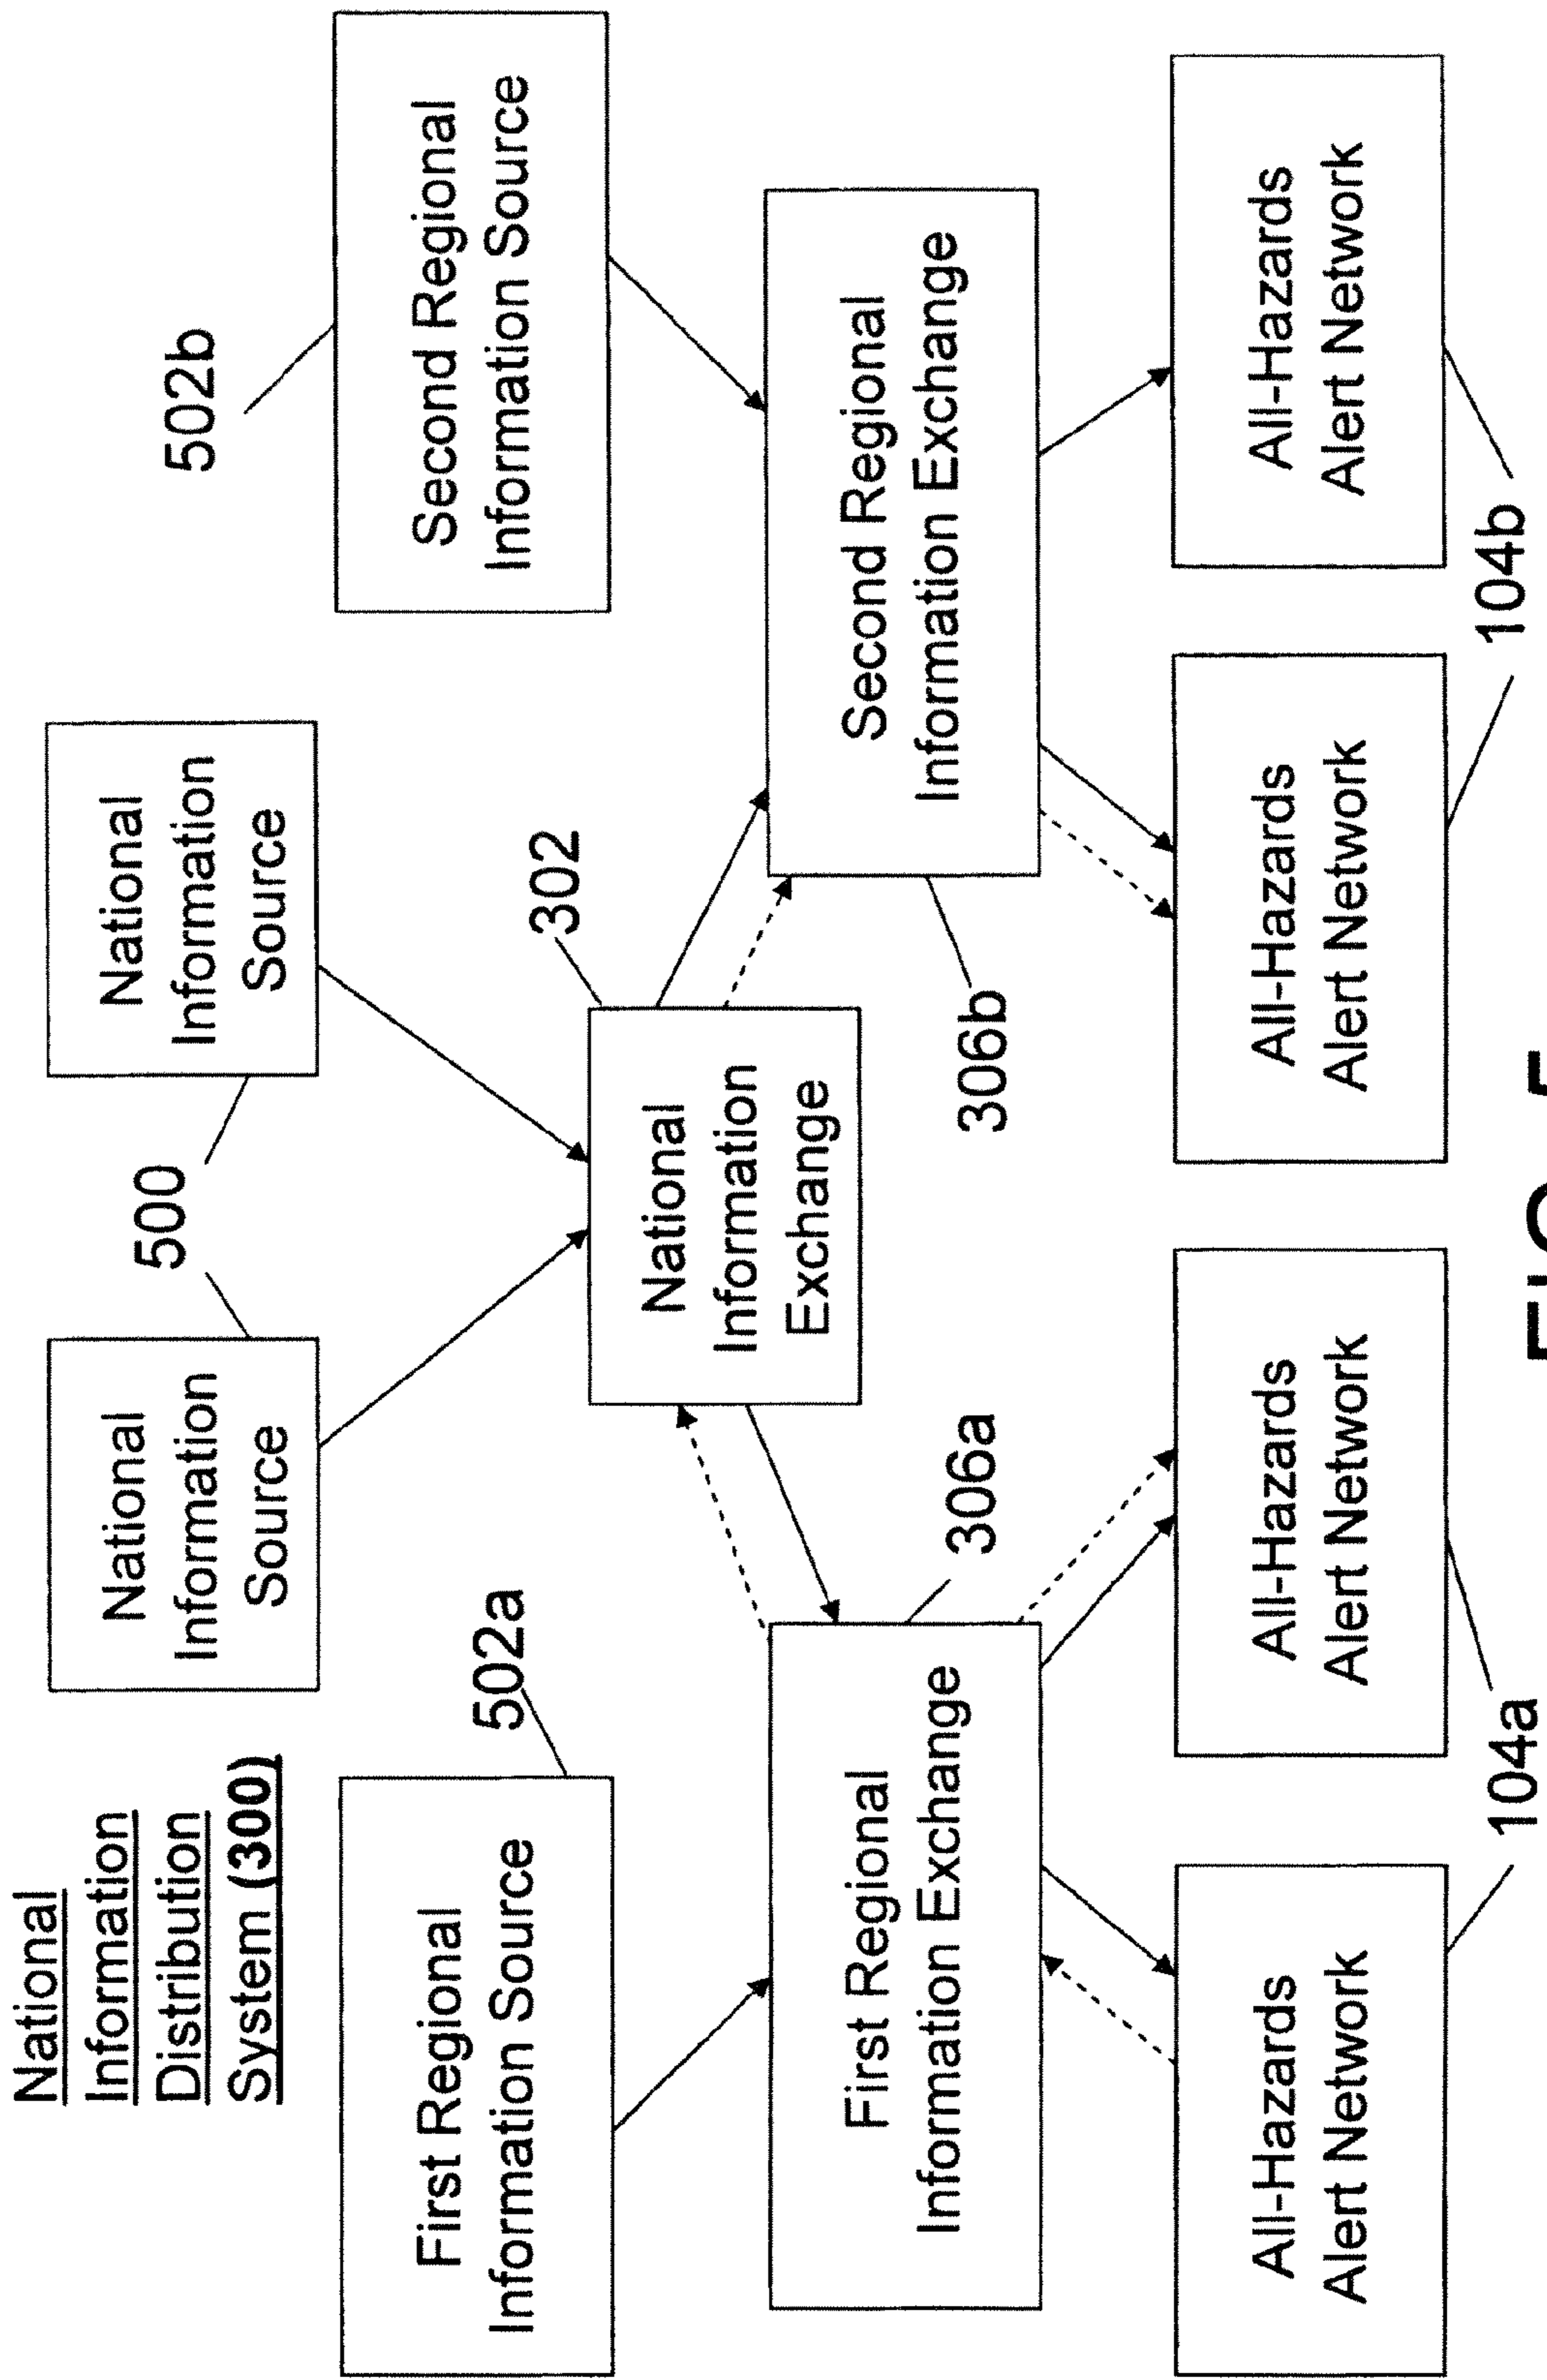 National
Information
Distribution
System (300)
500
National
Information
Source
National
Information
Source
502b
502a
First Regional
Information Source
Second Regional
Information Source
302
National
Information
Exchange
306a
306b
First Regional
Information Exchange
Second Regional
Information Exchange
All-Hazards
Alert Network
All-Hazards
Alert Network
All-Hazards
Alert Network
All-Hazards
Alert Network
104a
104b